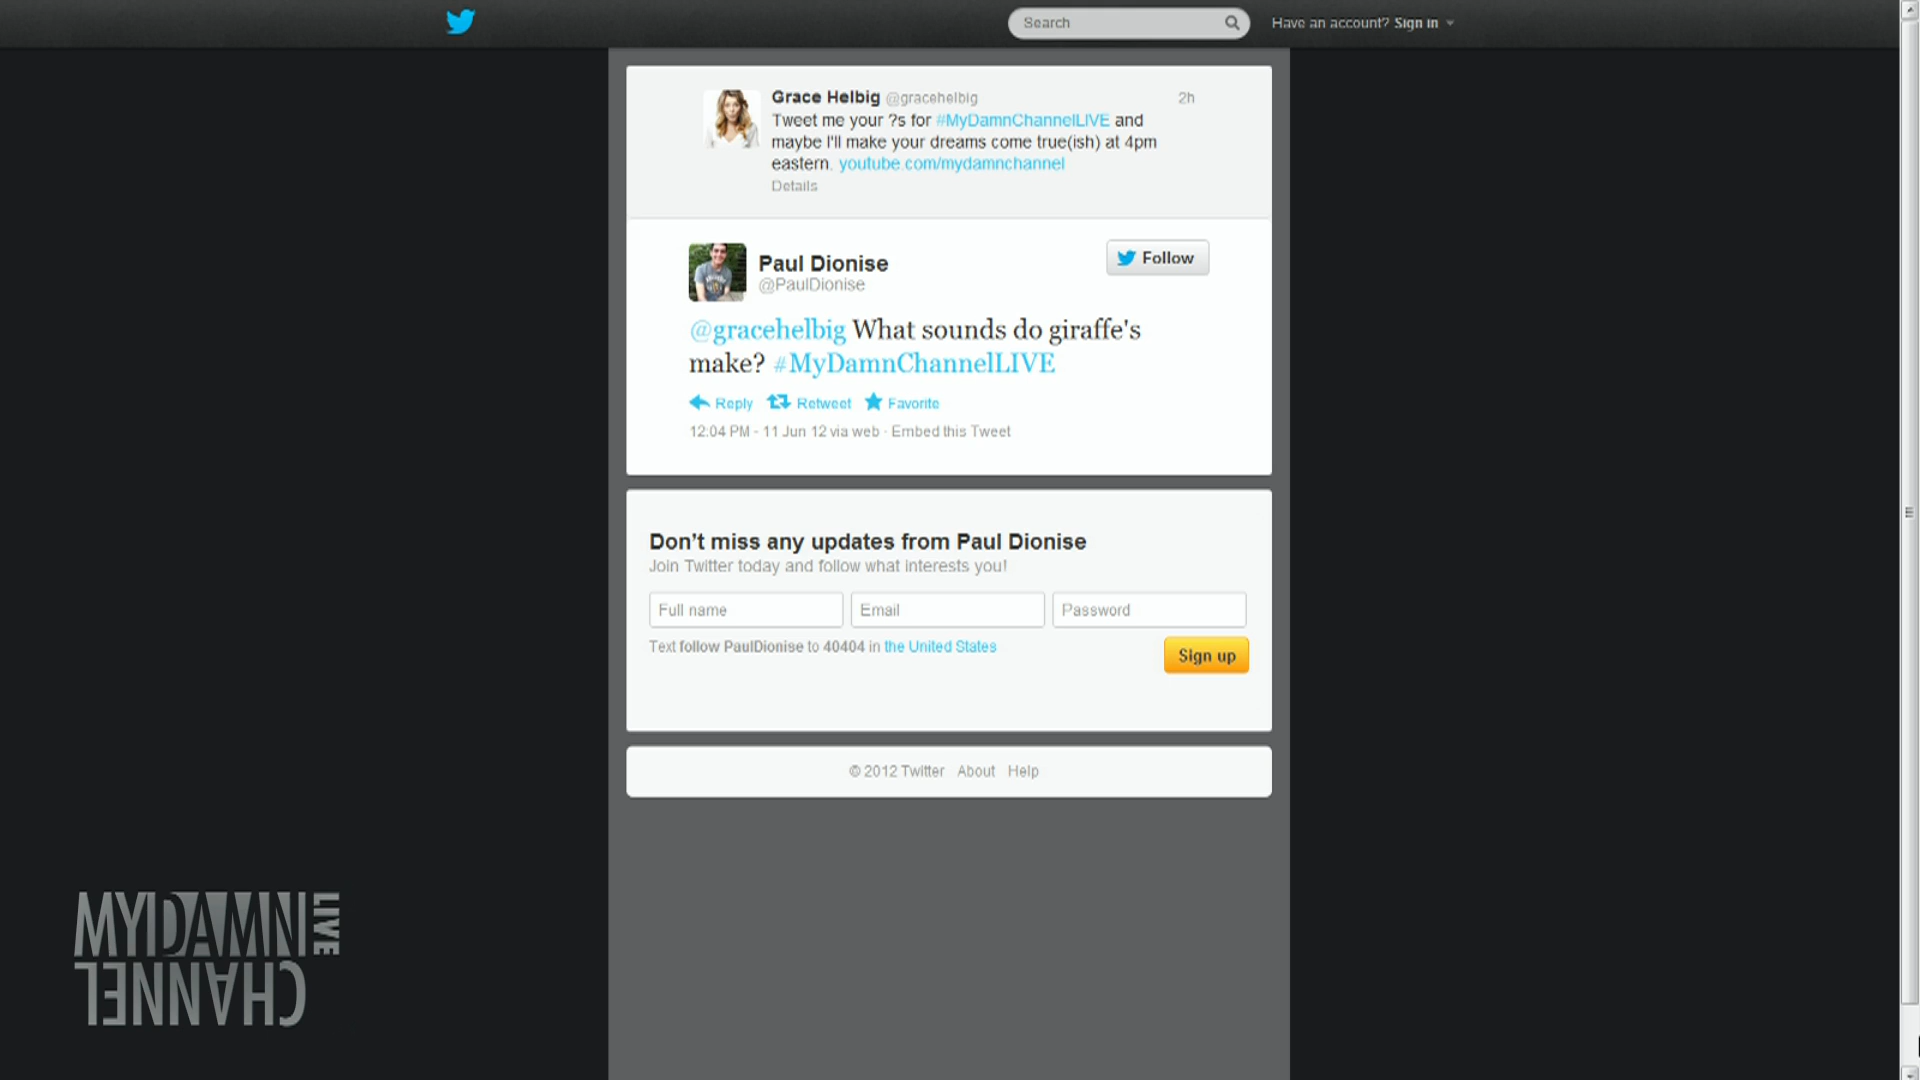 Search
Have an account? Sign in
Grace Helbig @gracehelbig 2h
Tweet me your ?s for #MyDamnChannelLIVE and
maybe I'll make your dreams come true(ish) at 4pm
eastern. youtube.com/mydamnchannel
Details
Paul Dionise
@PaulDionise
Follow
@gracehelbig What sounds do giraffe's
make? #MyDamnChannelLIVE
Reply Retweet Favorite
12:04 PM - 11 Jun 12 via web · Embed this Tweet
Don't miss any updates from Paul Dionise
Join Twitter today and follow what interests you!
Full name Email Password
Text follow PaulDionise to 40404 in the United States
Sign up
© 2012 Twitter About Help
MY DAMN LIVE
CHANNEL